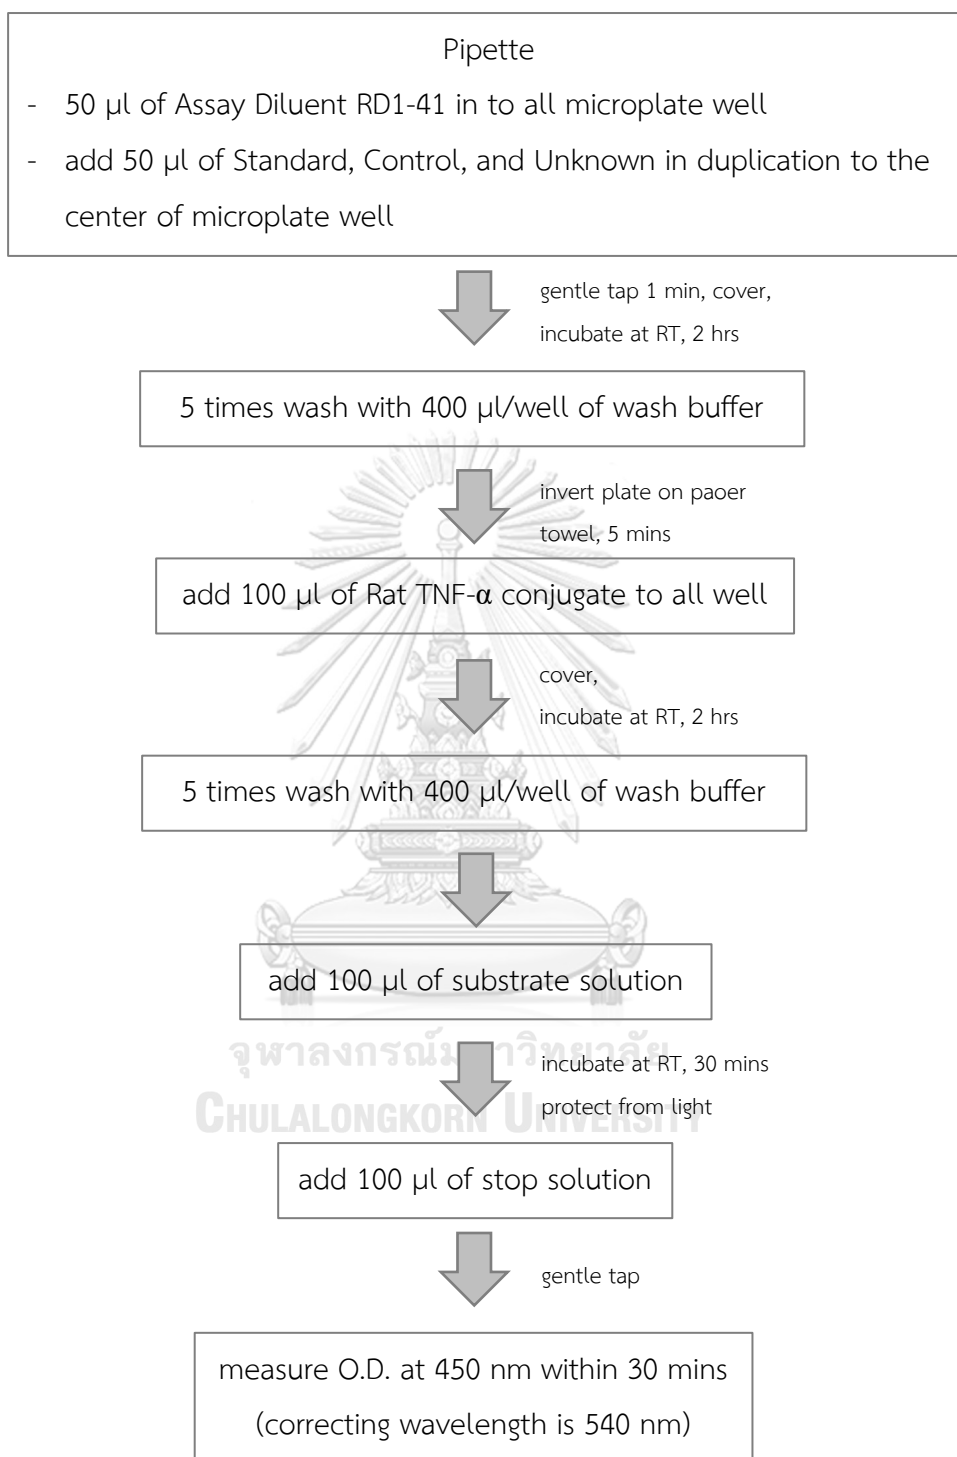 Pipette
- 50 µl of Assay Diluent RD1-41 in to all microplate well
- add 50 µl of Standard, Control, and Unknown in duplication to the
center of microplate well
gentle tap 1 min, cover,
incubate at RT, 2 hrs
5 times wash with 400 µl/well of wash buffer
invert plate on paoer
towel, 5 mins
add 100 µl of Rat TNF-α conjugate to all well
cover,
incubate at RT, 2 hrs
5 times wash with 400 µl/well of wash buffer
add 100 µl of substrate solution
จุฬาลงกรณ์มหาวิทยาลัย
incubate at RT, 30 mins
protect from light
CHULALONGKORN UNIVERSITY
add 100 µl of stop solution
gentle tap
measure O.D. at 450 nm within 30 mins
(correcting wavelength is 540 nm)